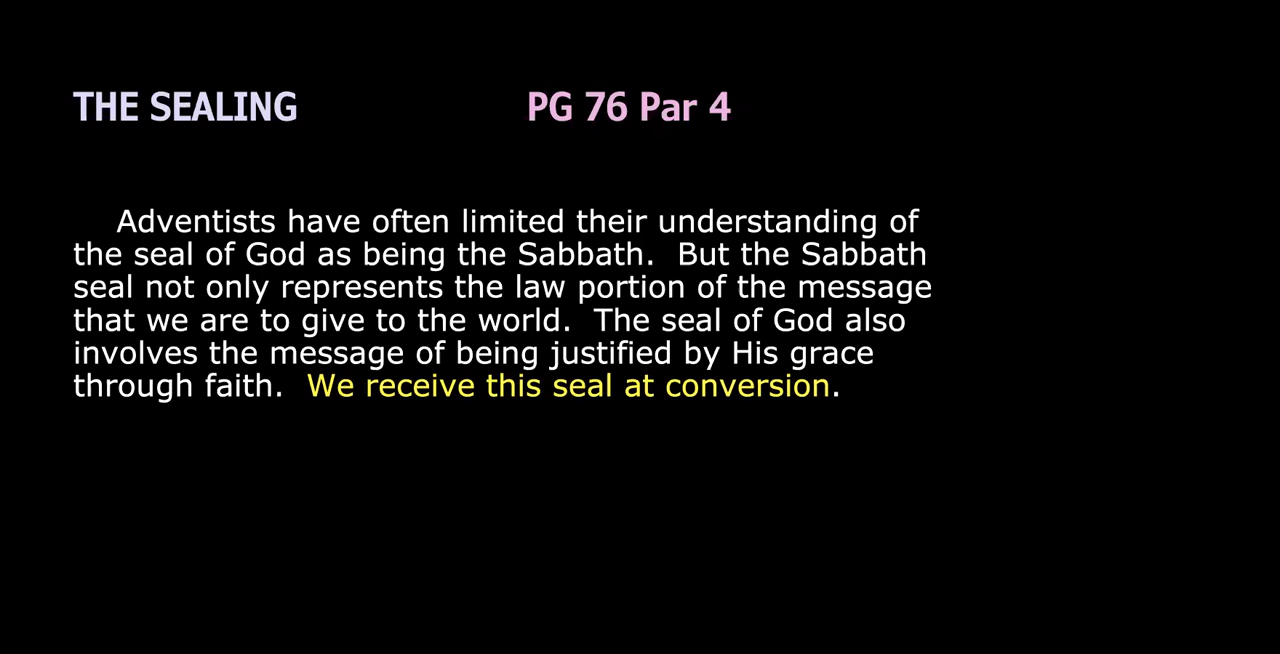 THE SEALING PG 76 Par 4
Adventists have often limited their understanding of
the seal of God as being the Sabbath.  But the Sabbath
seal not only represents the law portion of the message
that we are to give to the world.  The seal of God also
involves the message of being justified by His grace
through faith.  We receive this seal at conversion.